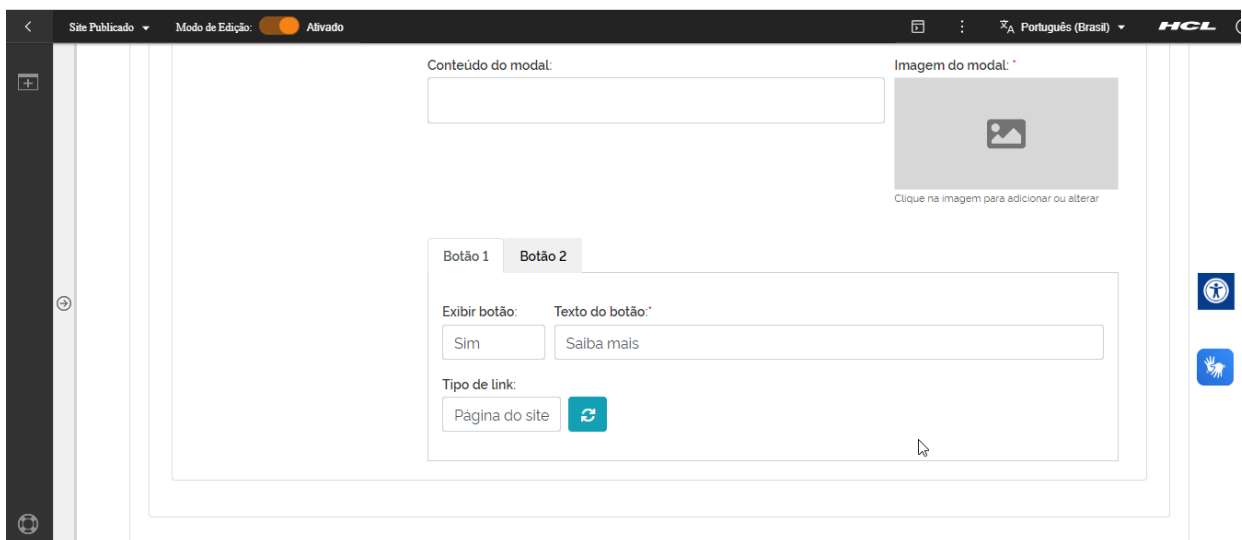 Site Publicado
Modo de Edição:
Ativado
Português (Brasil)
HCL
Conteúdo do modal:
Imagem do modal: *
Clique na imagem para adicionar ou alterar
Botão 1
Botão 2
Exibir botão:
Texto do botão:*
Sim
Saiba mais
Tipo de link:
Página do site